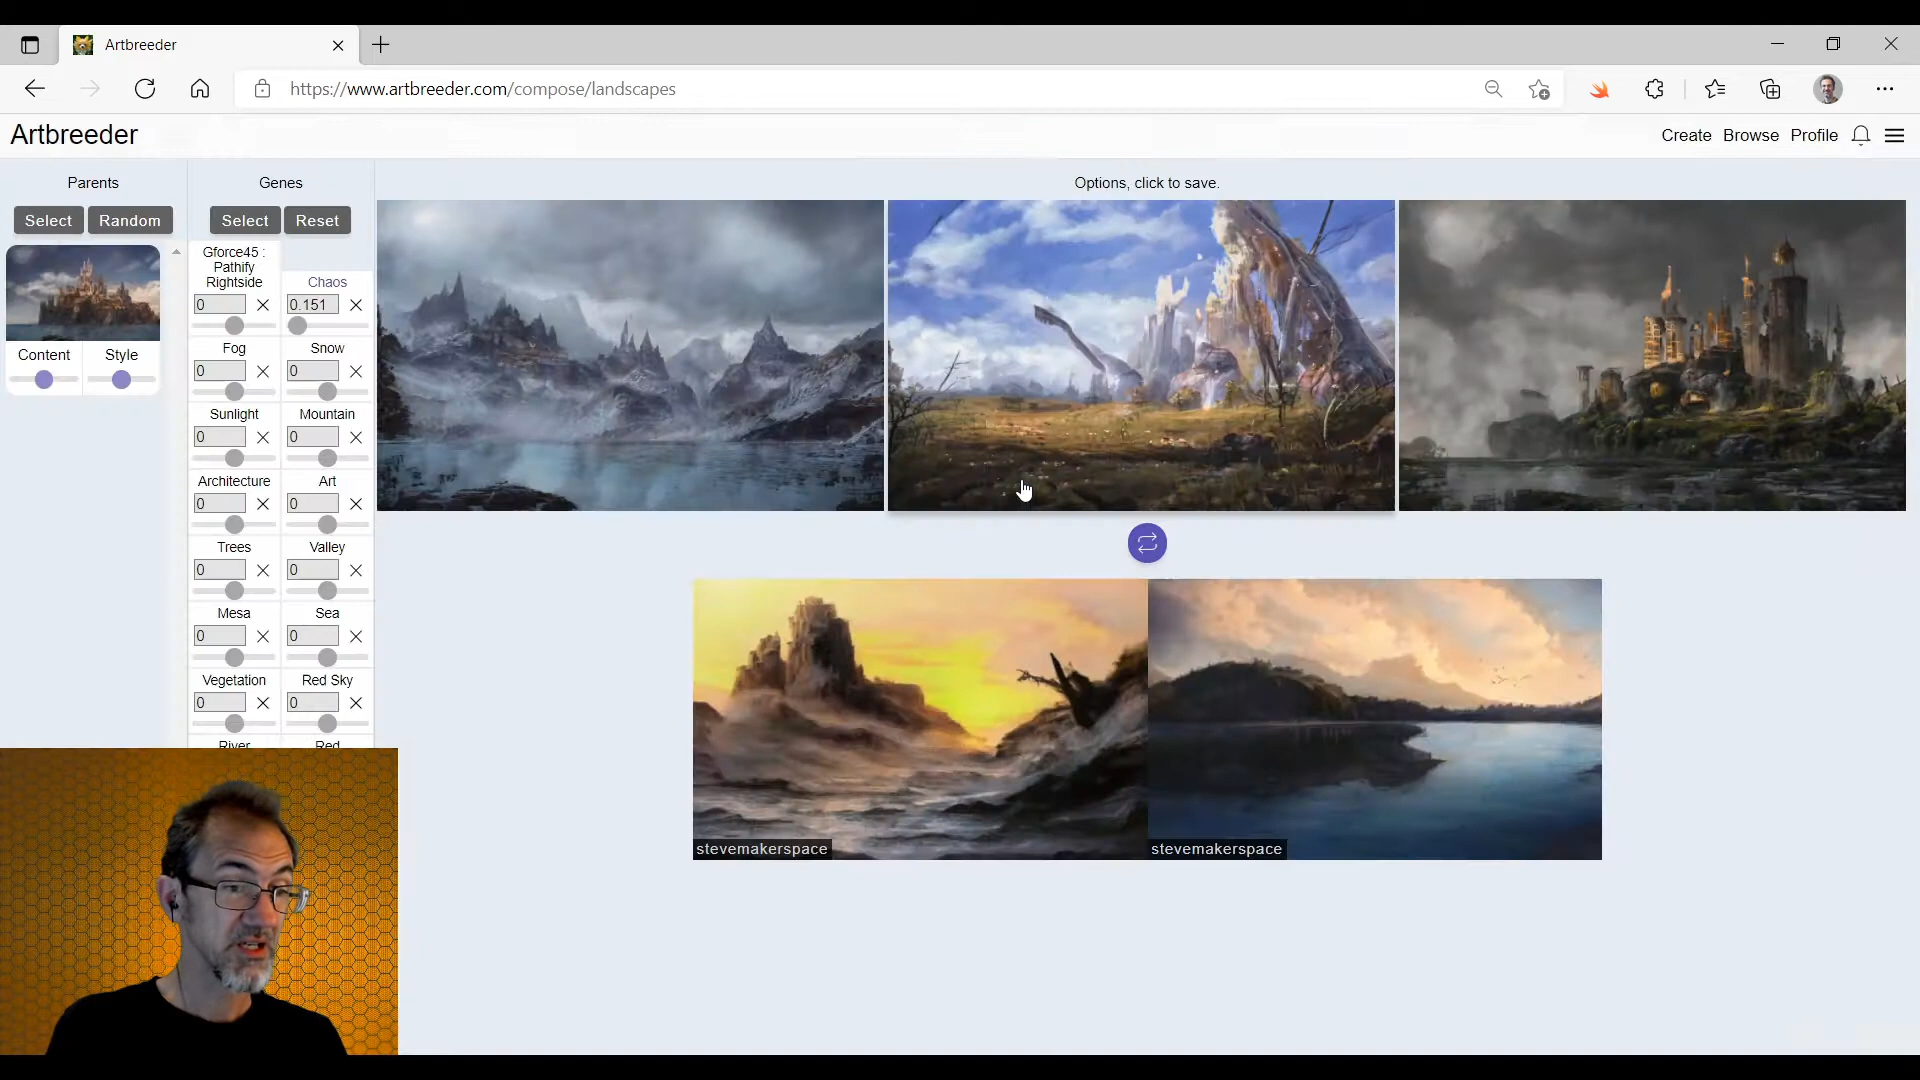 Artbreeder
https://www.artbreeder.com/compose/landscapes
Artbreeder
Create Browse Profile
Parents
Genes
Options, click to save.
Select Random
Select Reset
Content Style
Gforce45 :
Pathify
Rightside
Chaos
0
0.151
Fog Snow
0 0
Sunlight Mountain
0 0
Architecture Art
0 0
Trees Valley
0 0
Mesa Sea
0 0
Vegetation Red Sky
0 0
River Red
stevemakerspace
stevemakerspace